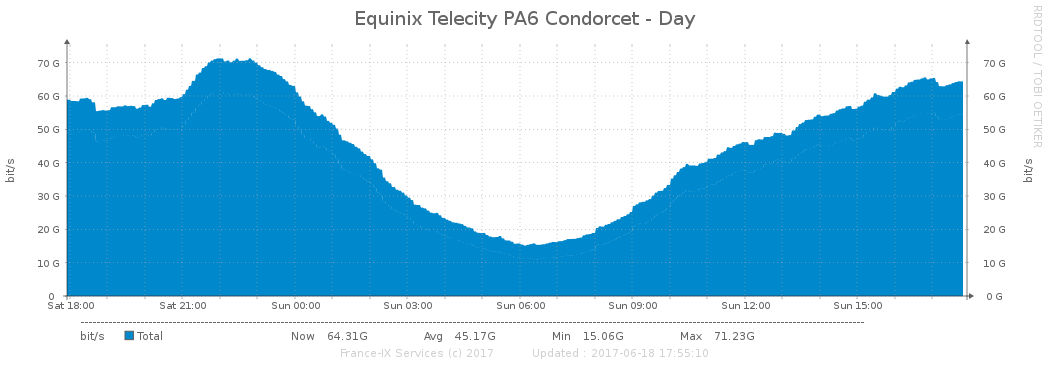 Equinix Telecity PA6 Condorcet - Day
RRDTOOL / TOBI OETIKER
bit/s
70 G 70 G
60 G 60 G
50 G 50 G
40 G 40 G
30 G 30 G
20 G 20 G
10 G 10 G
0 0 G
bit/s
Sat 18:00 Sat 21:00 Sun 00:00 Sun 03:00 Sun 06:00 Sun 09:00 Sun 12:00 Sun 15:00
bit/s Total Now 64.31G Avg 45.17G Min 15.06G Max 71.23G
France-IX Services (c) 2017 Updated : 2017-06-18 17:55:10